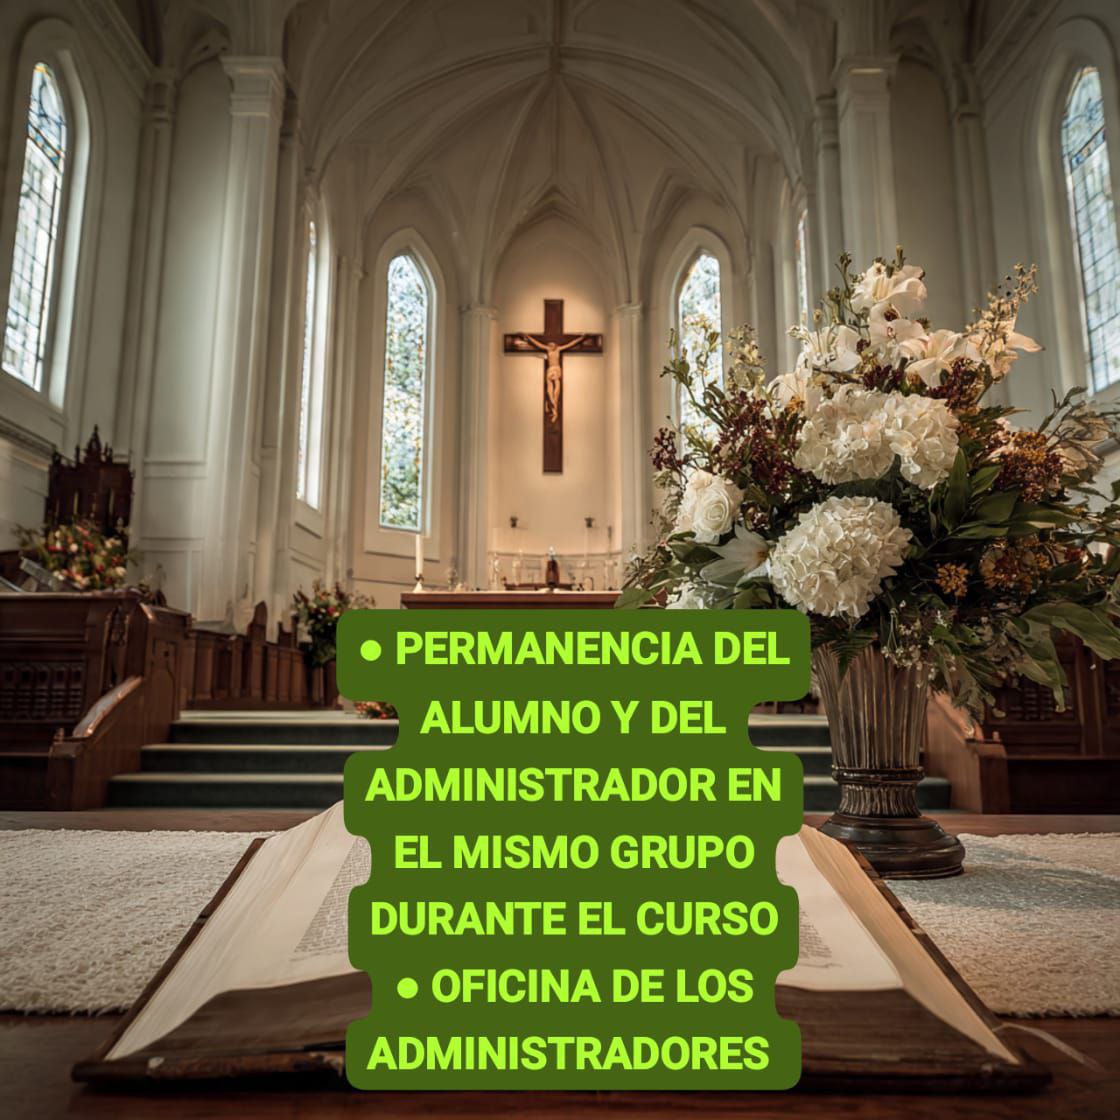 ● PERMANENCIA DEL
ALUMNO Y DEL
ADMINISTRADOR EN
EL MISMO GRUPO
DURANTE EL CURSO
● OFICINA DE LOS
ADMINISTRADORES